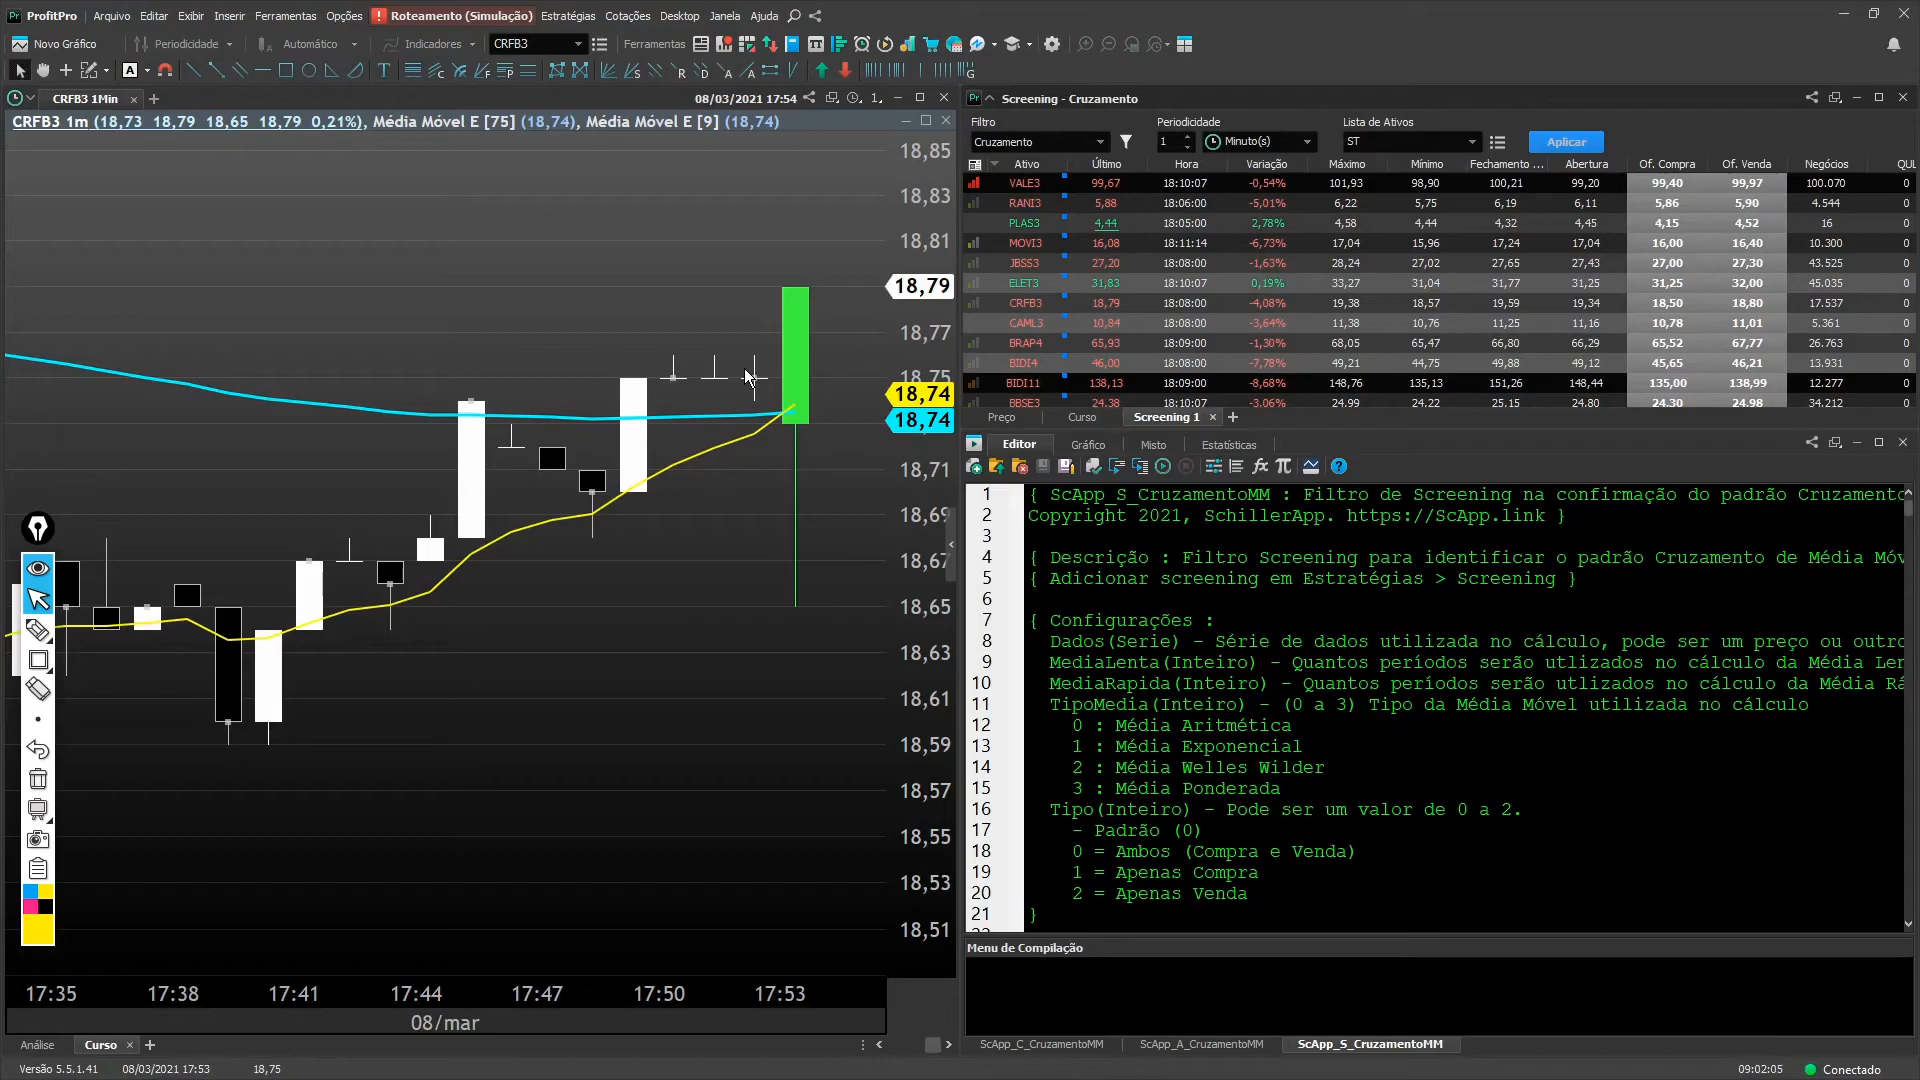 ProfitPro Arquivo Editar Exibir Inserir Ferramentas Opções Roteamento (Simulação) Estratégias Cotações Desktop Janela Ajuda
Novo Gráfico Periodicidade Automático Indicadores CRFB3 Ferramentas
CRFB3 1Min 08/03/2021 17:54
CRFB3 1m (18,73 18,79 18,65 18,79 0,21%), Média Móvel E [75] (18,74), Média Móvel E [9] (18,74)
18,85
18,83
18,81
18,79
18,77
18,75
18,74
18,74
18,71
18,69
18,67
18,65
18,63
18,61
18,59
18,57
18,55
18,53
18,51
17:35 17:38 17:41 17:44 17:47 17:50 17:53
08/mar
Análise Curso
Screening - Cruzamento
Filtro Periodicidade Lista de Ativos
Cruzamento 1 Minuto(s) ST Aplicar
Ativo Último Hora Variação Máximo Mínimo Fechamento ... Abertura Of. Compra Of. Venda Negócios QUL
VALE3 99,67 18:10:07 -0,54% 101,93 98,90 100,21 99,20 99,40 99,97 100.070 0
RANI3 5,88 18:06:00 -5,01% 6,22 5,75 6,19 6,11 5,86 5,90 4.544 0
PLAS3 4,44 18:05:00 2,78% 4,58 4,44 4,32 4,45 4,15 4,52 16 0
MOVI3 16,08 18:11:14 -6,73% 17,04 15,96 17,24 17,04 16,00 16,40 10.300 0
JBSS3 27,20 18:08:00 -1,63% 28,24 27,02 27,65 27,43 27,00 27,30 43.525 0
ELET3 31,83 18:10:07 0,19% 33,27 31,04 31,77 31,25 31,25 32,00 45.035 0
CRFB3 18,79 18:08:00 -4,08% 19,38 18,57 19,59 19,34 18,50 18,80 17.537 0
CAML3 10,84 18:08:00 -3,64% 11,38 10,76 11,25 11,16 10,78 11,01 5.361 0
BRAP4 65,93 18:09:00 -1,30% 68,05 65,47 66,80 66,29 65,52 67,77 26.763 0
BIDI4 46,00 18:08:00 -7,78% 49,21 44,75 49,88 49,12 45,65 46,21 13.931 0
BIDI11 138,13 18:09:00 -8,68% 148,76 135,13 151,26 148,44 135,00 138,99 12.277 0
BBSE3 24,38 18:09:10 -3,06% 24,99 24,22 25,15 24,80 24,30 24,98 34.212 0
Preço Curso Screening 1
Editor Gráfico Misto Estatísticas
1 { ScApp_S_CruzamentoMM : Filtro de Screening na confirmação do padrão Cruzamento
2 Copyright 2021, SchillerApp. https://ScApp.link }
3
4 { Descrição : Filtro Screening para identificar o padrão Cruzamento de Média Móv
5 { Adicionar screening em Estratégias > Screening }
6
7 { Configurações :
8 Dados(Serie) - Série de dados utilizada no cálculo, pode ser um preço ou outro
9 MediaLenta(Inteiro) - Quantos períodos serão utlizados no cálculo da Média Len
10 MediaRapida(Inteiro) - Quantos períodos serão utlizados no cálculo da Média Rá
11 TipoMedia(Inteiro) - (0 a 3) Tipo da Média Móvel utilizada no cálculo
12 0 : Média Aritmética
13 1 : Média Exponencial
14 2 : Média Welles Wilder
15 3 : Média Ponderada
16 Tipo(Inteiro) - Pode ser um valor de 0 a 2.
17 - Padrão (0)
18 0 = Ambos (Compra e Venda)
19 1 = Apenas Compra
20 2 = Apenas Venda
21 }
Menu de Compilação
ScApp_C_CruzamentoMM ScApp_A_CruzamentoMM ScApp_S_CruzamentoMM
Versão 5.5.1.41 08/03/2021 17:53 18,75 09:02:05 Conectado